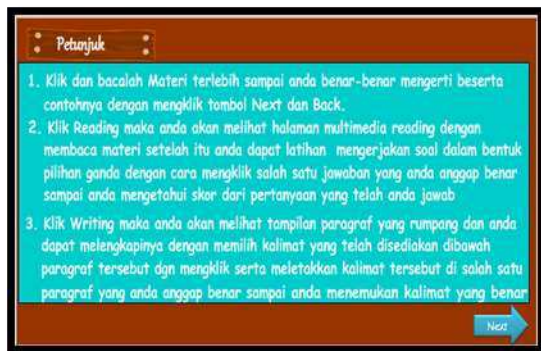 Petunjuk
1. Klik dan bacalah Materi terlebih sampai anda benar-benar mengerti beserta
contohnya dengan mengklik tombol Next dan Back.
2. Klik Reading maka anda akan melihat halaman multimedia reading dengan
membaca materi setelah itu anda dapat latihan mengerjakan soal dalam bentuk
pilihan ganda dengan cara mengklik salah satu jawaban yang anda anggap benar
sampai anda mengetahui skor dari pertanyaan yang telah anda jawab
3. Klik Writing maka anda akan melihat tampilan paragraf yang rumpang dan anda
dapat melengkapinya dengan memilih kalimat yang telah disediakan dibawah
paragraf tersebut dgn mengklik serta meletakkan kalimat tersebut di salah satu
paragraf yang anda anggap benar sampai anda menemukan kalimat yang benar
Next